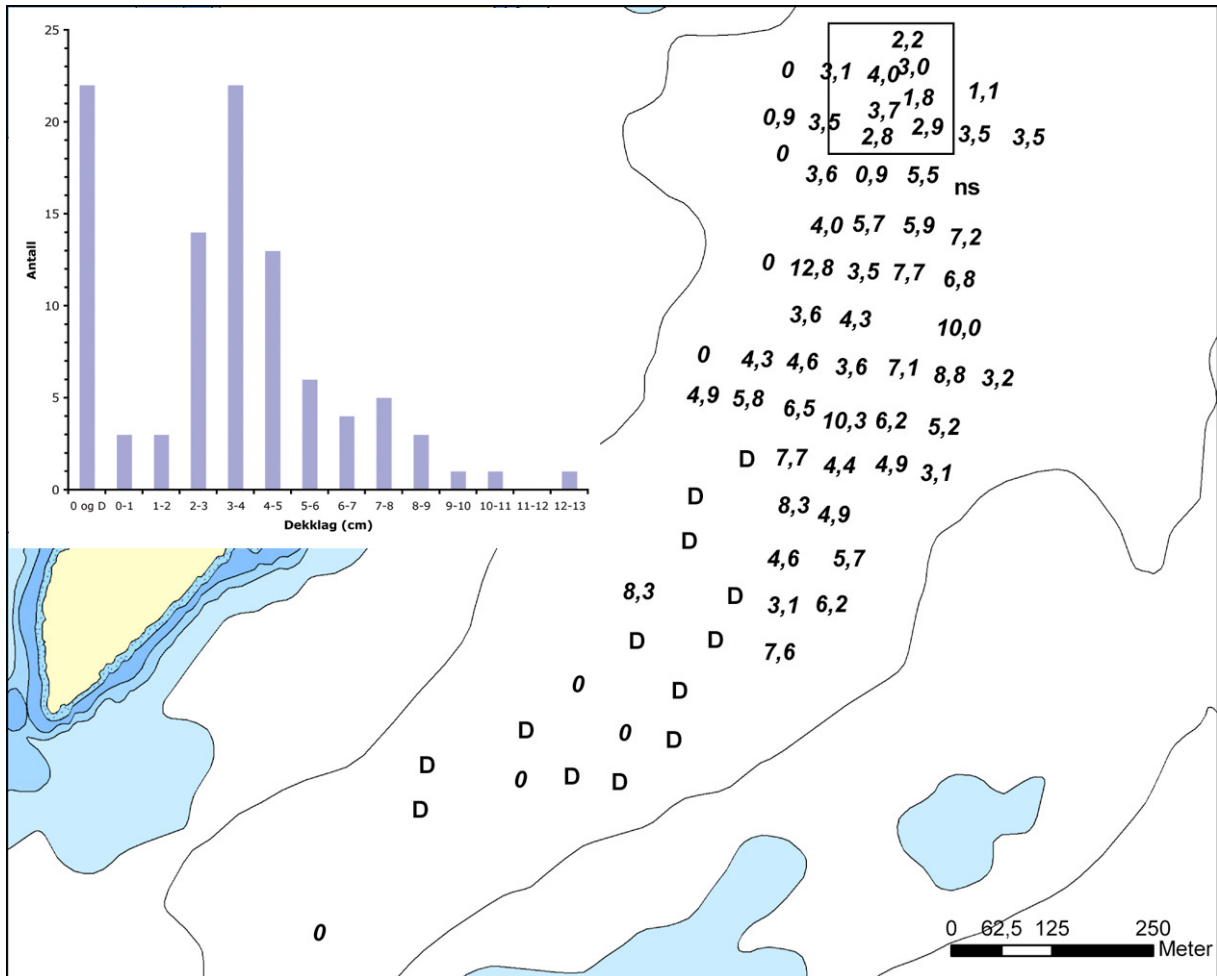 25
20
15
10
5
0
Antall
0 og D 0-1 1-2 2-3 3-4 4-5 5-6 6-7 7-8 8-9 9-10 10-11 11-12 12-13
Dekklag (cm)
2,2
0 3,1 4,0 3,0
1,8 1,1
0,9 3,5 3,7
2,8 2,9 3,5 3,5
0
3,6 0,9 5,5 ns
4,0 5,7 5,9 7,2
0 12,8 3,5 7,7 6,8
3,6 4,3 10,0
0 4,3 4,6 3,6 7,1 8,8 3,2
4,9 5,8 6,5 10,3 6,2 5,2
D 7,7 4,4 4,9 3,1
D 8,3 4,9
D 4,6 5,7
8,3 D 3,1 6,2
D D 7,6
0 D
D 0 D
D 0 D D
D
0
0 62,5 125 250
Meter